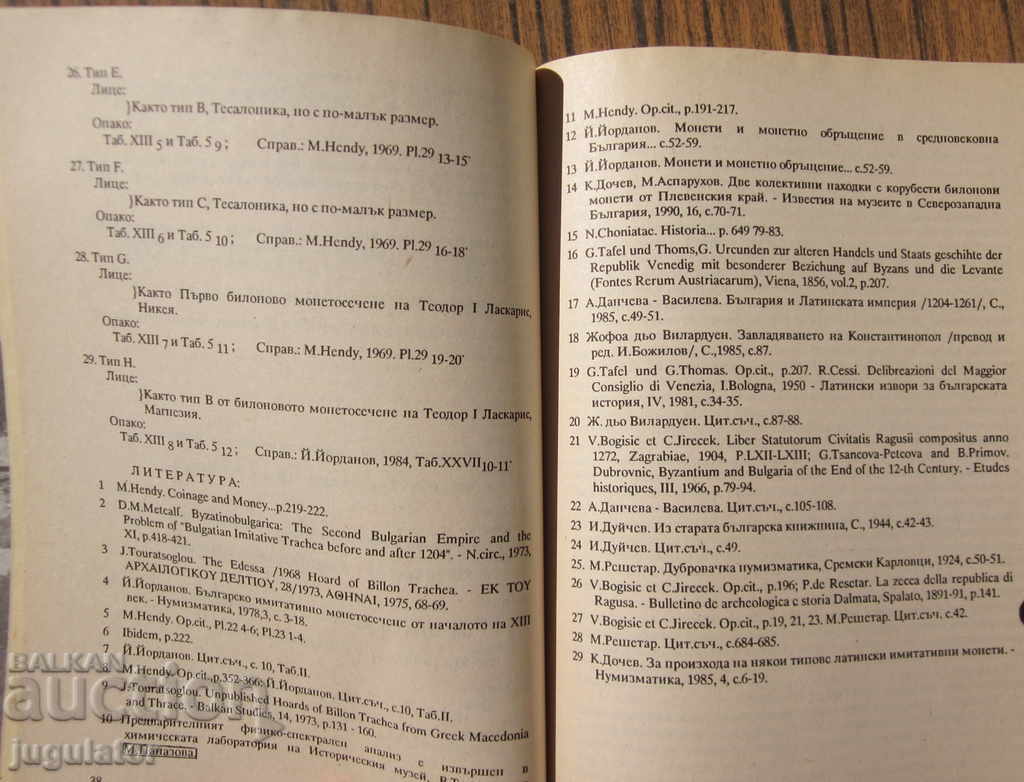 26. Тип E.
Лице:
}Както тип B, Тесалоника, но с по-малък размер.
Опако:
Таб. XIII 5 и Таб. 5 9; Справ.: M.Hendy, 1969. Pl.29 13-15.
27. Тип F.
Лице:
}Както тип C, Тесалоника, но с по-малък размер.
Опако:
Таб. XIII 6 и Таб. 5 10; Справ.: M.Hendy, 1969. Pl.29 16-18.
28. Тип G.
Лице:
}Както Първо билоново монетосечене на Теодор I Ласкарис,
Никея.
Опако:
Таб. XIII 7 и Таб. 5 11; Справ.: M.Hendy, 1969. Pl.29 19-20.
29. Тип H.
Лице:
}Както тип B от билоновото монетосечене на Теодор I Ласкарис,
Магнезия.
Опако:
Таб. XIII 8 и Таб. 5 12; Справ.: Й.Йорданов, 1984, Таб.XXVII 10-11.
ЛИТЕРАТУРА:
1 M.Hendy. Coinage and Money...p.219-222.
2 D.M.Metcalf. Byzatinobulgarica: The Second Bulgarian Empire and the
Problem of "Bulgatian Imitative Trachea before and after 1204". - N.circ., 1973,
XI, p.418-421.
3 J.Touratsoglou. The Edessa /1968 Hoard of Billon Trachea. - ΕΚ ΤΟΥ
ΑΡΧΑΙΛΟΓΙΚΟΥ ΔΕΛΤΙΟΥ, 28/1973, ΑΘΗΝΑΙ, 1975, 68-69.
4 Й.Йорданов. Българско имитативно монетосечене от началото на XIII
век. - Нумизматика, 1978,3, с. 3-18.
5 M.Hendy. Op.cit., Pl.22 4-6; Pl.23 1-4.
6 Ibidem, p.222.
7 Й.Йорданов. Цит.съч., с. 10, Таб.II.
8 M.Hendy. Op.cit.,p.352-366: Й.Йорданов. Цит.съч., с.10, Таб.II.
9 J.Touratsoglou. Unpublished Hoards of Billon Trachea from Greek Macedonia
and Thrace. - Balkan Studies, 14, 1973, p.131 - 160.
10 Предварителният физико-спектрален анализ е извършен в
химическата лаборатория на Историческия музей,
М.Папазова
38
11 M.Hendy. Op.cit., p.191-217.
12 Й.Йорданов. Монети и монетно обръщение в средновековна
България... с.52-59.
13 Й.Йорданов. Монети и монетно обръщение... с.52-59.
14 К.Дочев, М.Аспарухов. Две колективни находки с корубести билонови
монети от Плевенския край. - Известия на музеите в Северозападна
България, 1990, 16, с.70-71.
15 N.Choniatae. Historia... p. 649 79-83.
16 G.Tafel und Thoms,G. Urcunden zur alteren Handels und Staats geschihte der
Republik Venedig mit besonderer Bezichung auf Byzans und die Levante
(Fontes Rerum Austriacarum), Viena, 1856, vol.2, p.207.
17 А.Данчева - Василева. България и Латинската империя /1204-1261/, С.,
1985, с.49-51.
18 Жофоа дьо Вилардуен. Завладяването на Константинопол /превод и
ред. И.Божилов/, С.,1985, с.87.
19 G.Tafel und G.Thomas. Op.cit., p.207. R.Cessi. Delibreazioni del Maggior
Consiglio di Venezia, I.Bologna, 1950 - Латински извори за българската
история, IV, 1981, с.34-35.
20 Ж. дьо Вилардуен. Цит.съч., с.87-88.
21 V.Bogisic et C.Jirecek. Liber Statutorum Civitatis Ragusii compositus anno
1272, Zagrabiae, 1904, P.LXII-LXIII; G.Tsancova-Petcova and B.Primov.
Dubrovnic, Byzantium and Bulgaria of the End of the 12-th Century. - Etudes
historiques, III, 1966, p.79-94.
22 А.Данчева - Василева. Цит.съч., с.105-108.
23 И.Дуйчев. Из старата българска книжнина, С., 1944, с.42-43.
24 И.Дуйчев. Цит.съч., с.49.
25. М.Решетар. Дубровачка нумизматика, Сремски Карловци, 1924, с.50-51.
26 V.Bogisic et C.Jirecek. Op.cit., p.196; P.de Resetar. La zecca della republica di
Ragusa. - Bulletino de archeologica e storia Dalmata, Spalato, 1891-91, p.141.
27 V.Bogisic et C.Jirecek. Op.cit., p.19, 21, 23. М.Решетар. Цит.съч. с.42.
28 М.Решетар. Цит.съч., с.684-685.
29 К.Дочев. За произхода на някои типове латински имитативни монети. -
Нумизматика, 1985, 4, с.6-19.
BALKAN
auction
jugulator